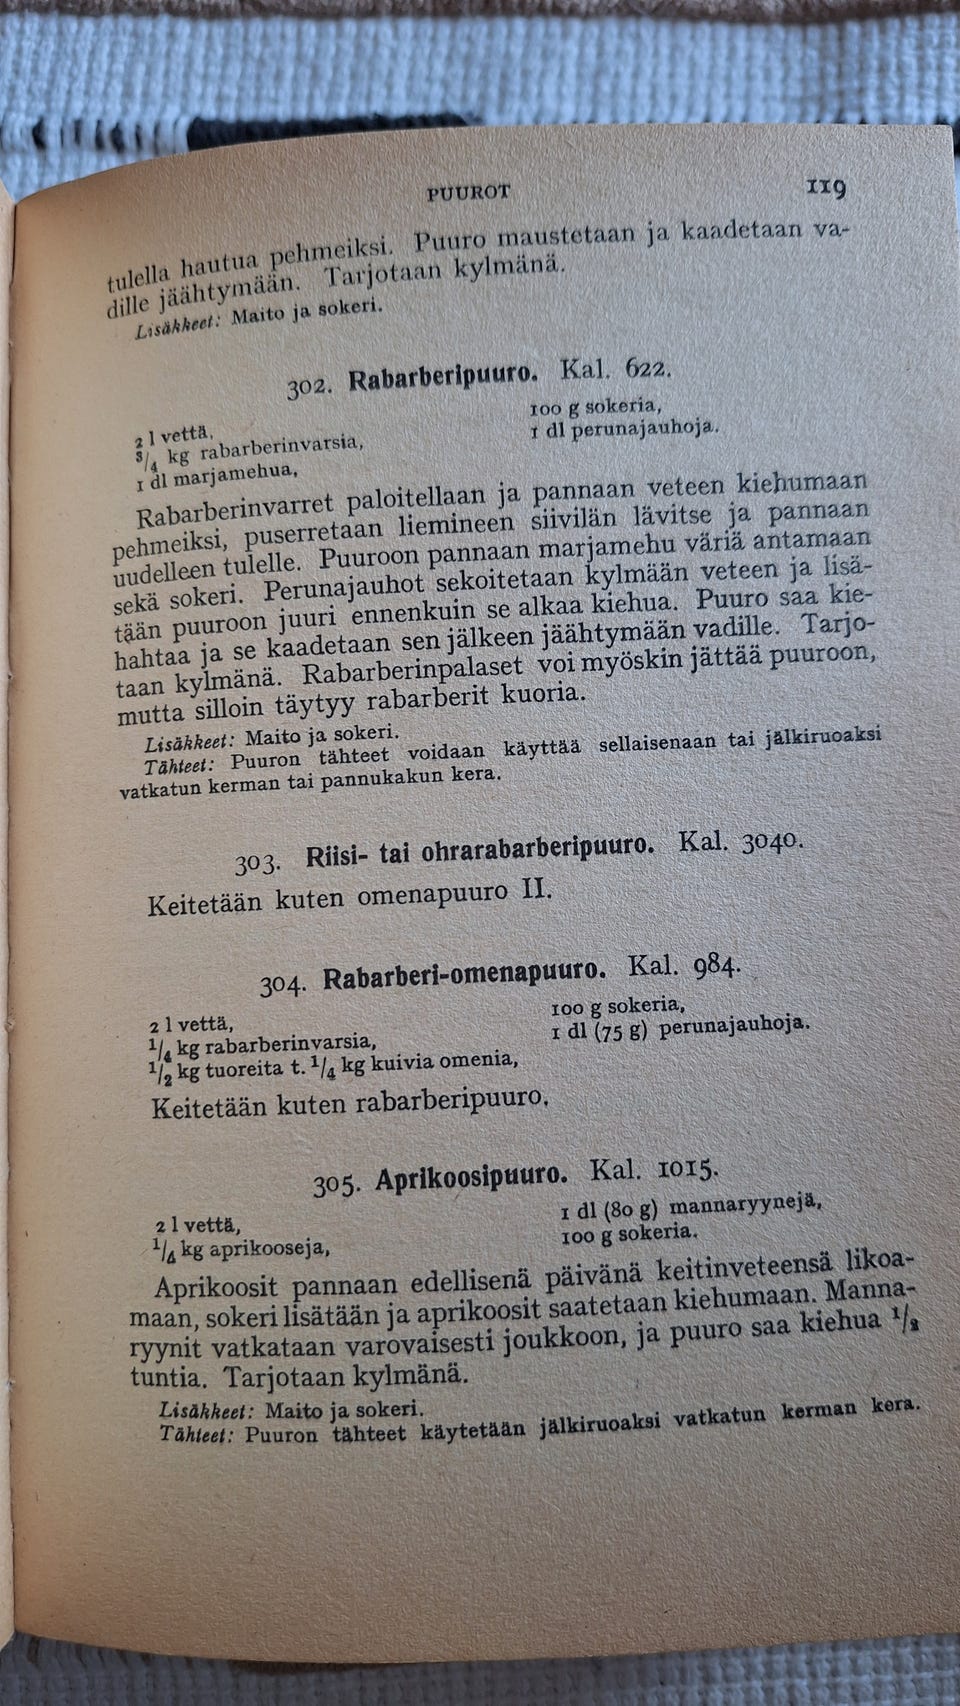 PUUROT 119
tulella hautua pehmeiksi. Puuro maustetaan ja kaadetaan va-
dille jäähtymään. Tarjotaan kylmänä.
Lisäkkeet: Maito ja sokeri.
302. Rabarberipuuro. Kal. 622.
2 l vettä,
3/4 kg rabarberinvarsia,
1 dl marjamehua,
100 g sokeria,
1 dl perunajauhoja.
Rabarberinvarret paloitellaan ja pannaan veteen kiehumaan
pehmeiksi, puserretaan liemineen siivilän lävitse ja pannaan
uudelleen tulelle. Puuroon pannaan marjamehu väriä antamaan
sekä sokeri. Perunajauhot sekoitetaan kylmään veteen ja lisä-
tään puuroon juuri ennenkuin se alkaa kiehua. Puuro saa kie-
hahtaa ja se kaadetaan sen jälkeen jäähtymään vadille. Tarjo-
taan kylmänä. Rabarberinpalaset voi myöskin jättää puuroon,
mutta silloin täytyy rabarberit kuoria.
Lisäkkeet: Maito ja sokeri.
Tähteet: Puuron tähteet voidaan käyttää sellaisenaan tai jälkiruoaksi
vatkatun kerman tai pannukakun kera.
303. Riisi- tai ohrarabarberipuuro. Kal. 3040.
Keitetään kuten omenapuuro II.
304. Rabarberi-omenapuuro. Kal. 984.
2 l vettä,
1/4 kg rabarberinvarsia,
1/2 kg tuoreita t. 1/4 kg kuivia omenia,
100 g sokeria,
1 dl (75 g) perunajauhoja.
Keitetään kuten rabarberipuuro.
305. Aprikoosipuuro. Kal. 1015.
2 l vettä,
1/4 kg aprikooseja,
1 dl (80 g) mannaryynejä,
100 g sokeria.
Aprikoosit pannaan edellisenä päivänä keitinveteensä likoa-
maan, sokeri lisätään ja aprikoosit saatetaan kiehumaan. Manna-
ryynit vatkataan varovaisesti joukkoon, ja puuro saa kiehua 1/2
tuntia. Tarjotaan kylmänä.
Lisäkkeet: Maito ja sokeri.
Tähteet: Puuron tähteet käytetään jälkiruoaksi vatkatun kerman kera.